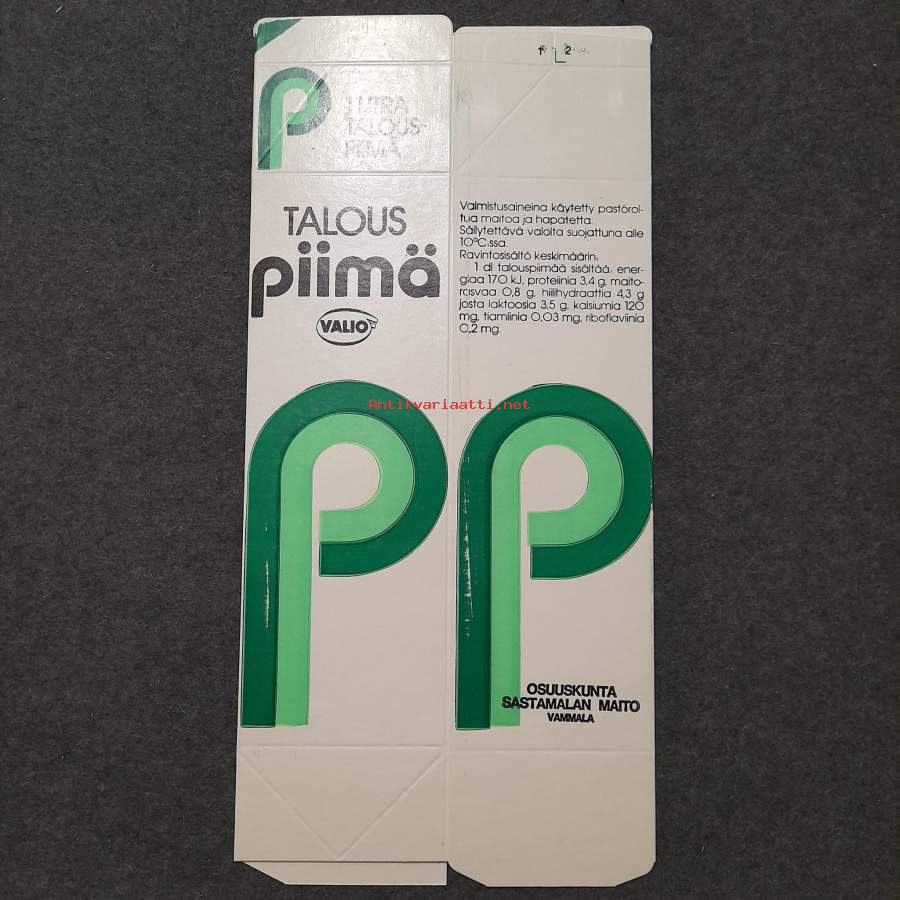 1 LITRA
TALOUS-
PIIMÄ
TALOUS
piimä
VALIO
1 2
Valmistusaineina käytetty pastöroi-
tua maitoa ja hapatetta.
Säilytettävä valolta suojattuna alle
10°C:ssa.
Ravintosisältö keskimäärin:
1 dl talouspiimää sisältää: ener-
giaa 170 kJ, proteiinia 3,4 g, maito-
rasvaa 0,8 g, hiilihydraattia 4,3 g
josta laktoosia 3,5 g, kalsiumia 120
mg, tiamiinia 0,03 mg, riboflaviinia
0,2 mg.
Antikvariaatti.net
OSUUSKUNTA
SASTAMALAN MAITO
VAMMALA